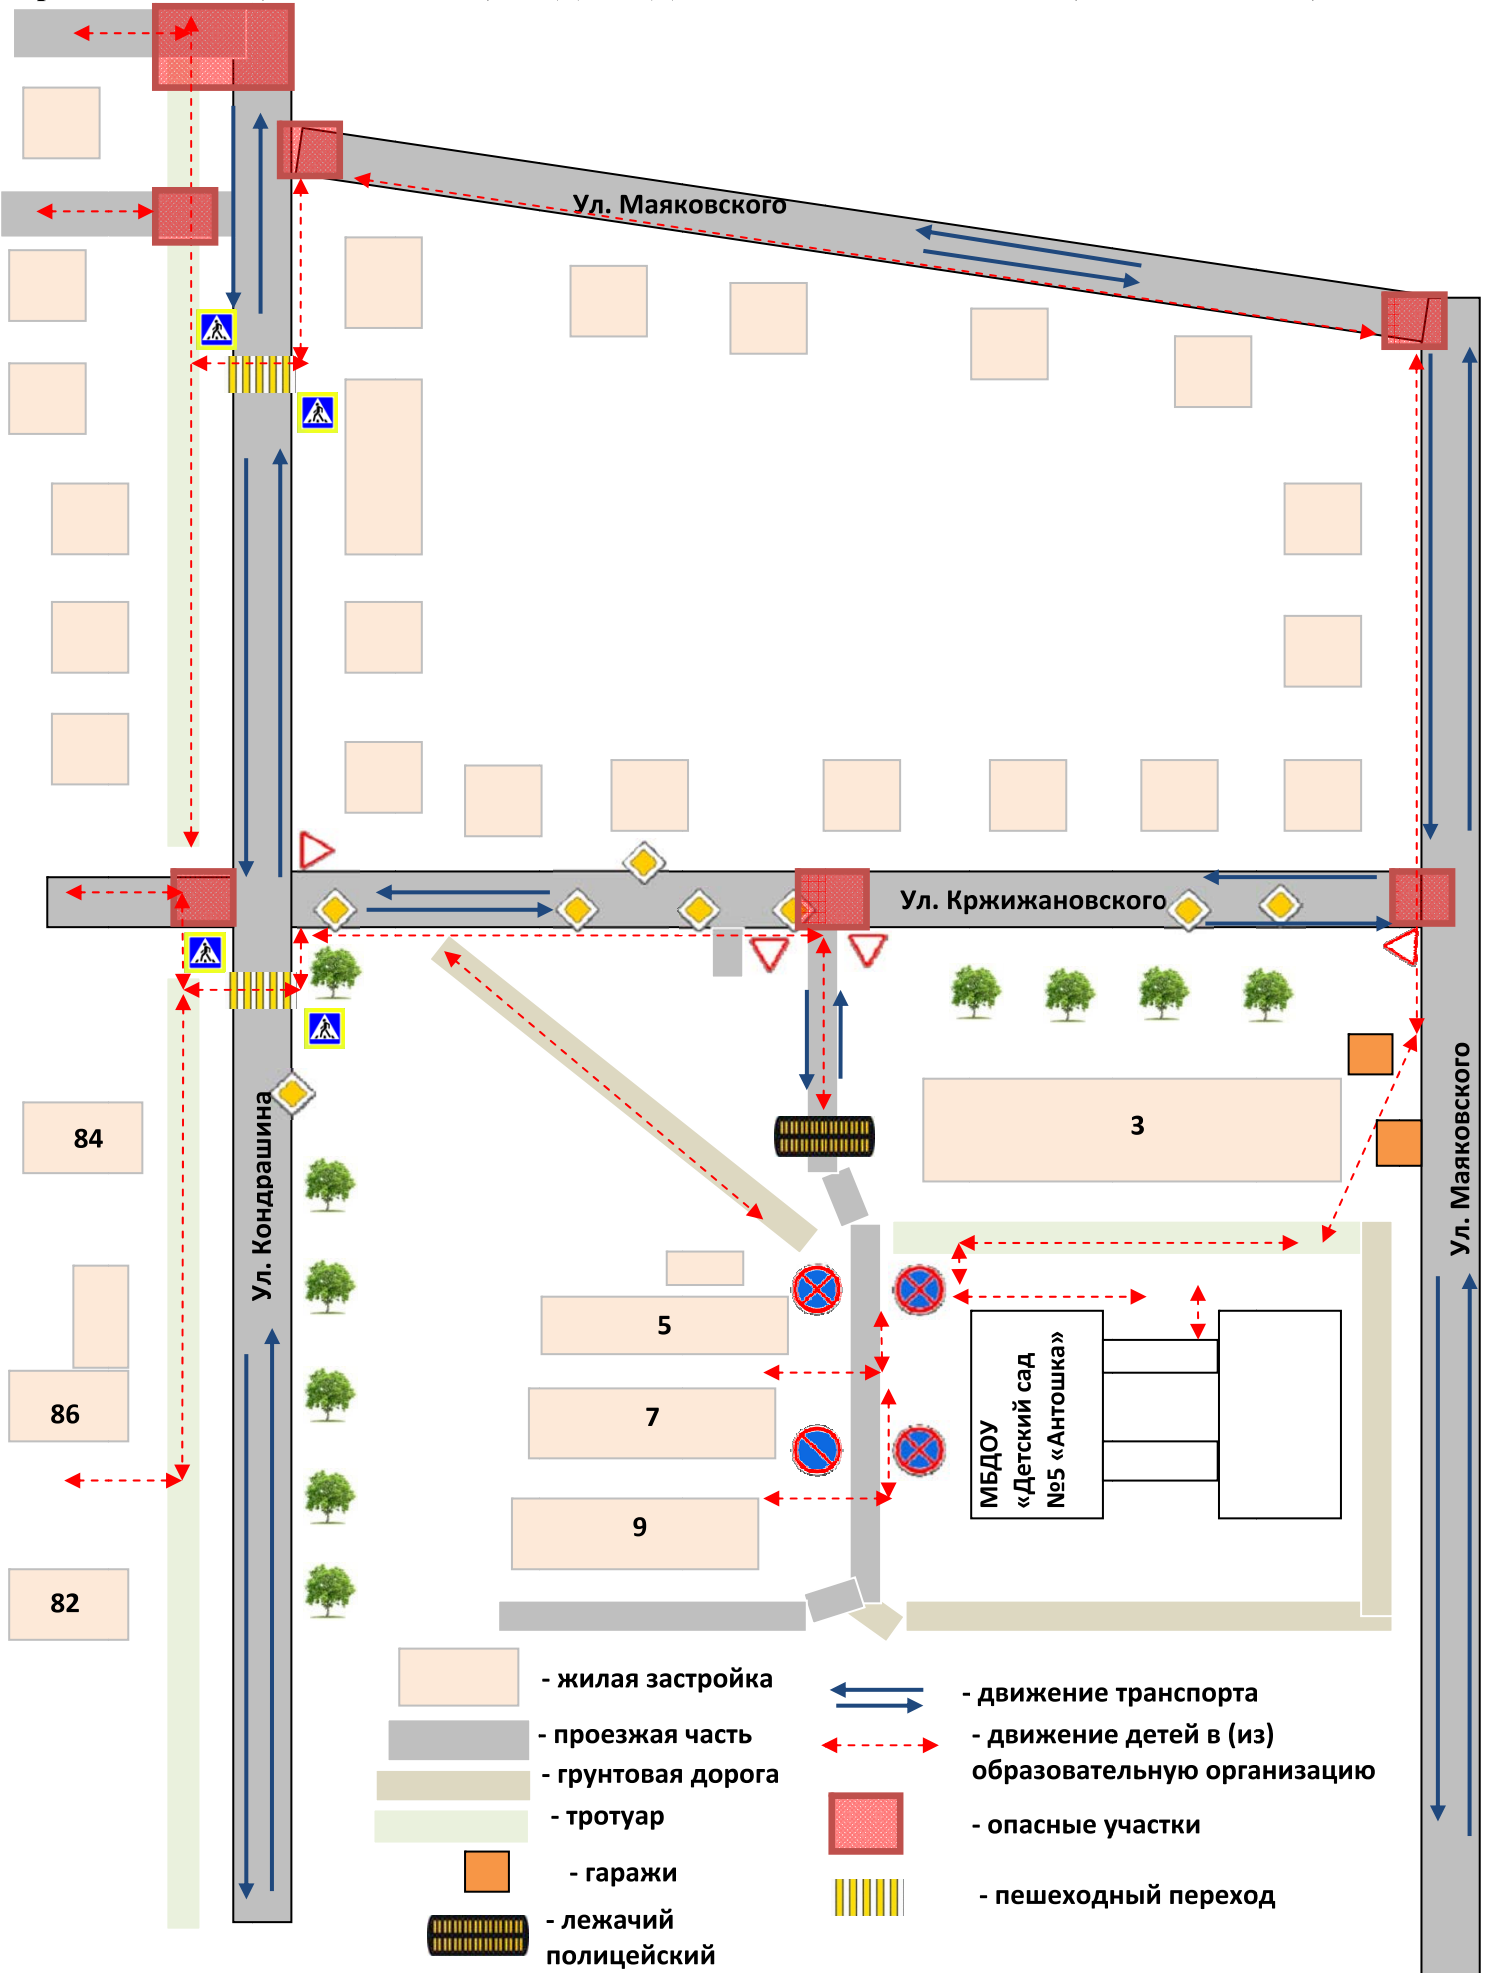 Ул. Маяковского
Ул. Кржижановского
Ул. Кондрашина
Ул. Маяковского
84
3
86
5
7
9
82
МБДОУ
«Детский сад
№5 «Антошка»
- жилая застройка
- проезжая часть
- грунтовая дорога
- тротуар
- гаражи
- лежачий
полицейский
- движение транспорта
- движение детей в (из)
образовательную организацию
- опасные участки
- пешеходный переход